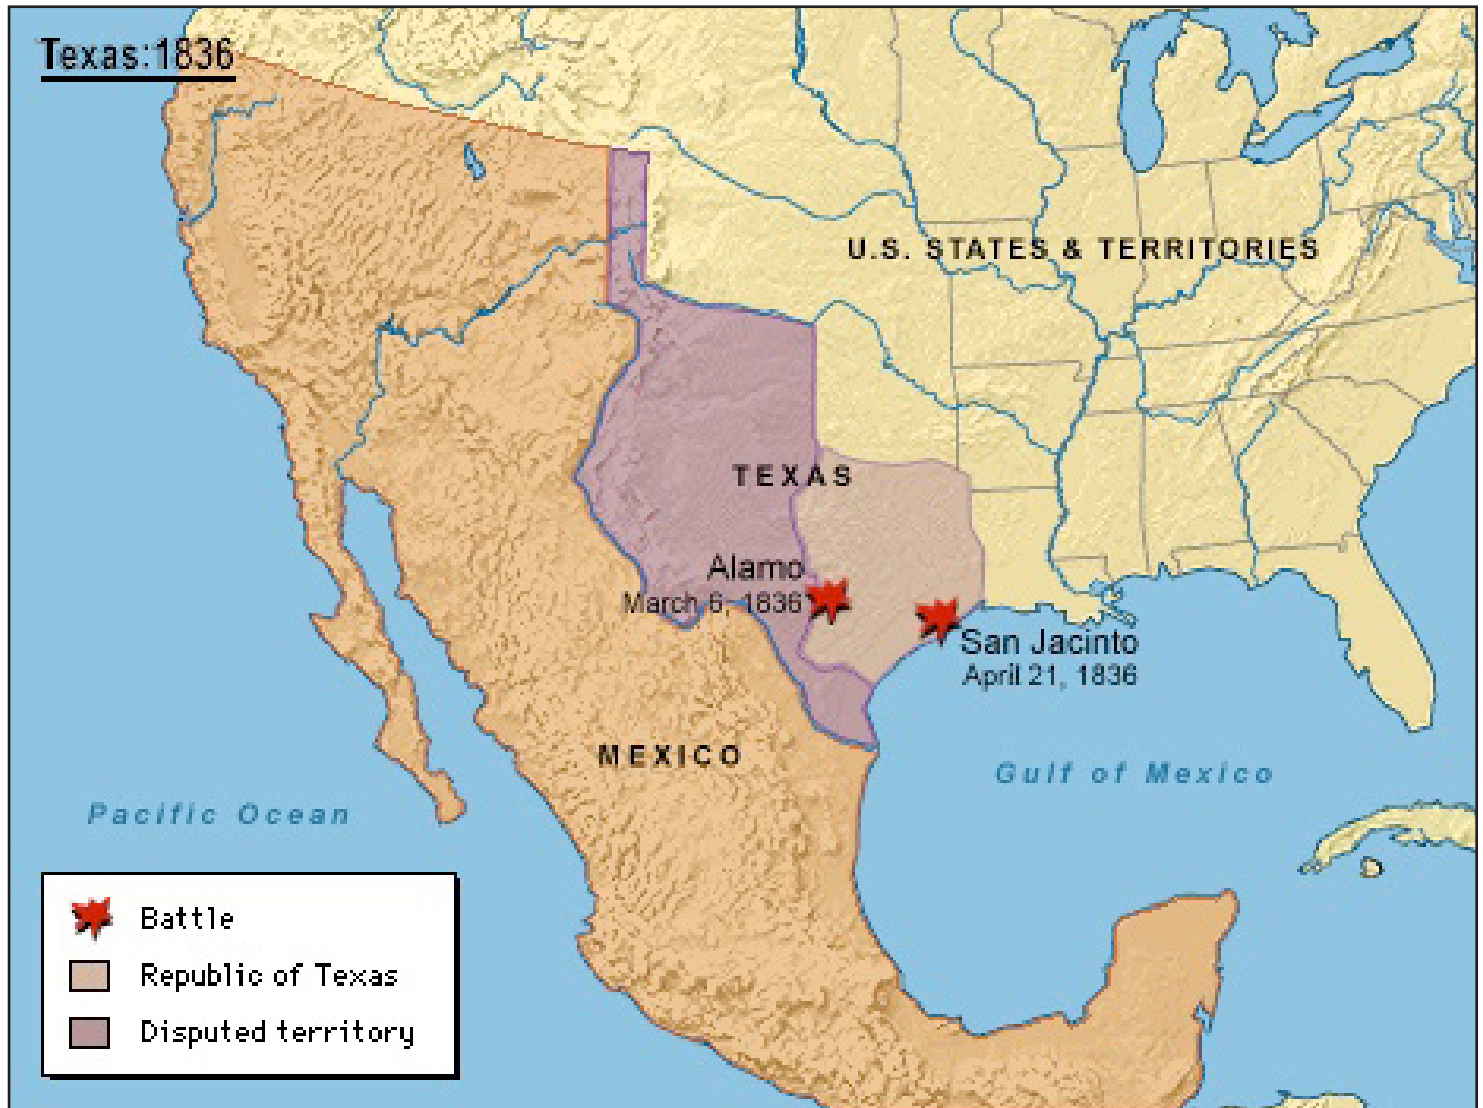 Texas:1836
U.S. STATES & TERRITORIES
TEXAS
Alamo
March 6, 1836
San Jacinto
April 21, 1836
MEXICO
Gulf of Mexico
Pacific Ocean
Battle
Republic of Texas
Disputed territory